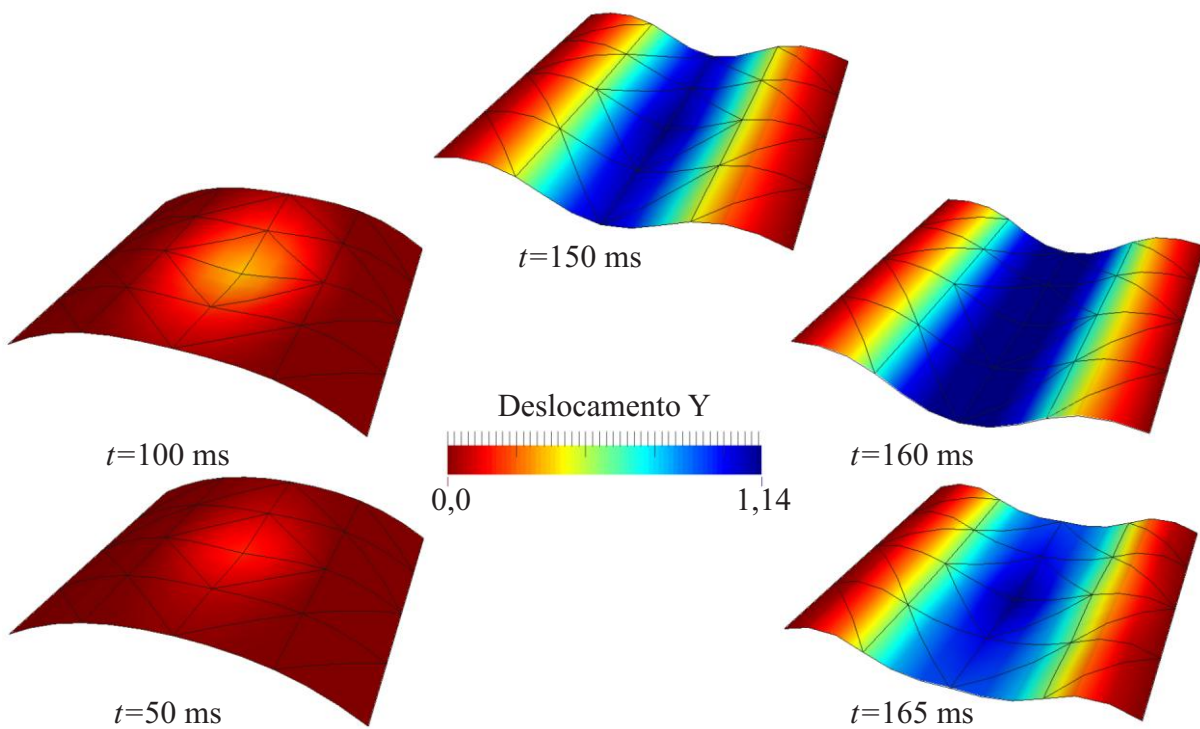 t=150 ms
t=100 ms
Deslocamento Y
0,0 1,14
t=160 ms
t=50 ms
t=165 ms